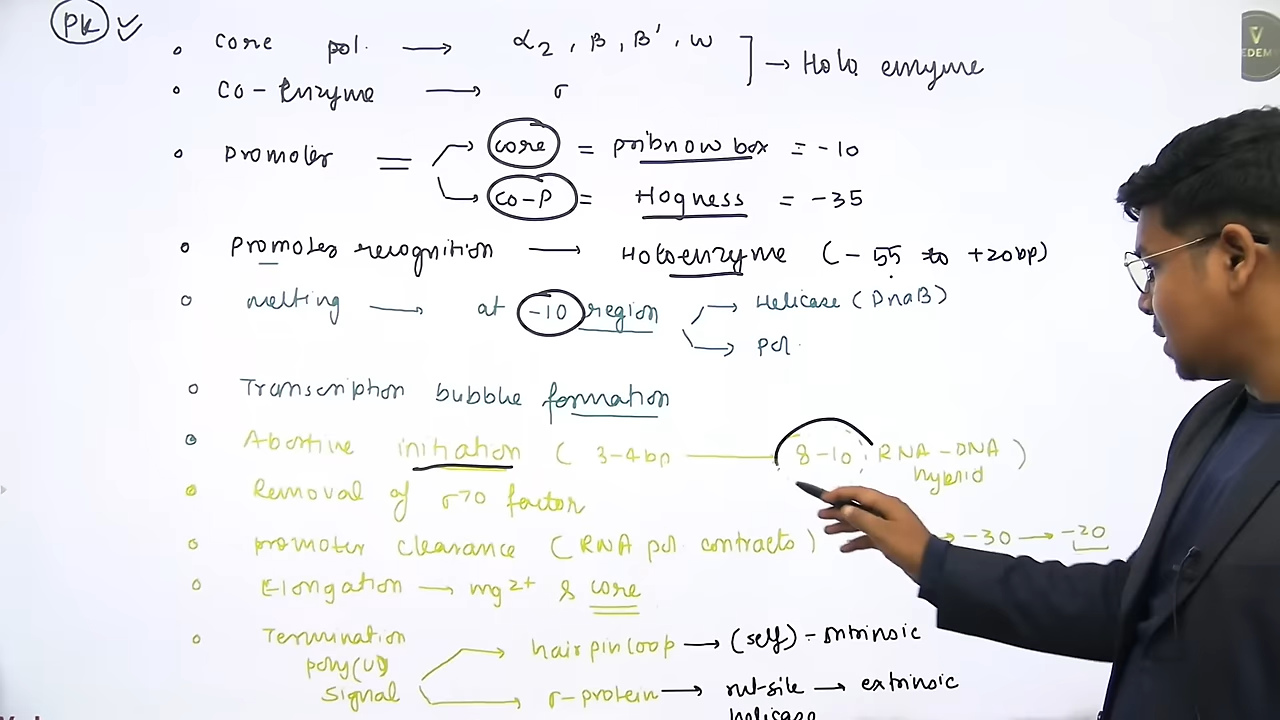 PK
Core pol. → α2, β, β', w ] → Holo enzyme
Co-Enzyme → σ
Promoter = → core = pribnow box = -10
→ co-P = Hogness = -35
Promoter recognition → Holoenzyme (-55 to +20bp)
melting → at -10 region → Helicase (DnaB)
→ pol.
Transcription bubble formation
Abortive initiation ( 3-4bp — 8-10 RNA-DNA )
hybrid
Removal of σ70 factor
promoter clearance (RNA pol contracts) → -30 → -20
Elongation → mg2+ & core
Termination → hairpin loop → (self) - intrinsic
poly(U)
signal → σ-protein → rut-site → extrinsic
helicase
V
EDEM